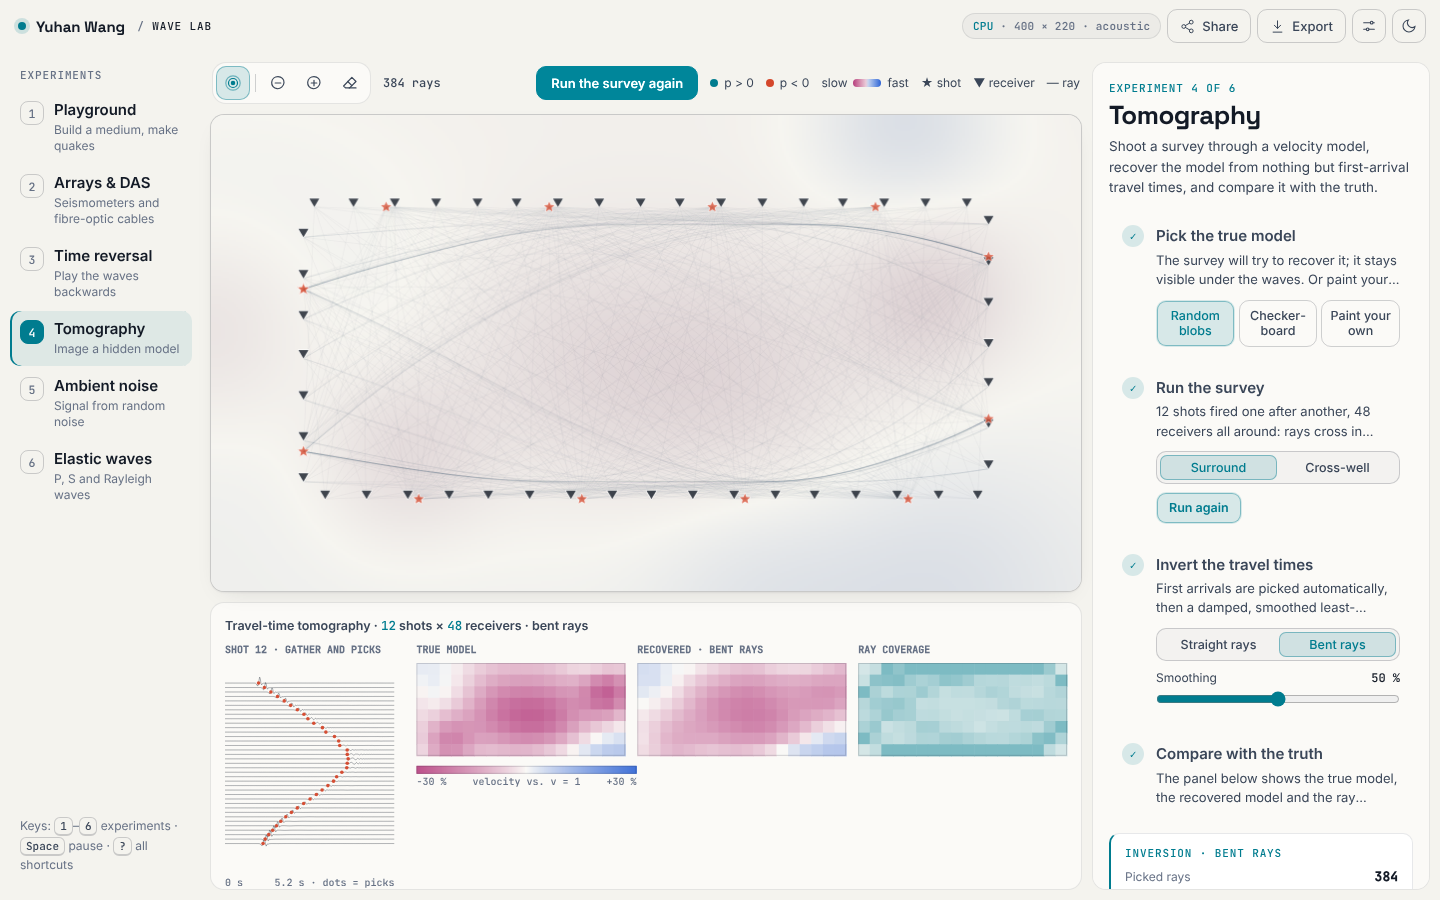 Yuhan Wang / WAVE LAB
CPU · 400 × 220 · acoustic
Share
Export
EXPERIMENTS
1 Playground
Build a medium, make
quakes
2 Arrays & DAS
Seismometers and
fibre-optic cables
3 Time reversal
Play the waves
backwards
4 Tomography
Image a hidden model
5 Ambient noise
Signal from random
noise
6 Elastic waves
P, S and Rayleigh
waves
Keys: 1–6 experiments ·
Space pause · ? all
shortcuts
384 rays
Run the survey again
p > 0
p < 0
slow fast
★ shot
▼ receiver
— ray
Travel-time tomography · 12 shots × 48 receivers · bent rays
SHOT 12 · GATHER AND PICKS
0 s 5.2 s · dots = picks
TRUE MODEL
-30 % velocity vs. v = 1 +30 %
RECOVERED · BENT RAYS
RAY COVERAGE
EXPERIMENT 4 OF 6
Tomography
Shoot a survey through a velocity model,
recover the model from nothing but first-arrival
travel times, and compare it with the truth.
✓ Pick the true model
The survey will try to recover it; it stays
visible under the waves. Or paint your…
Random
blobs
Checker-
board
Paint your
own
✓ Run the survey
12 shots fired one after another, 48
receivers all around: rays cross in…
Surround
Cross-well
Run again
✓ Invert the travel times
First arrivals are picked automatically,
then a damped, smoothed least-…
Straight rays
Bent rays
Smoothing 50 %
✓ Compare with the truth
The panel below shows the true model,
the recovered model and the ray…
INVERSION · BENT RAYS
Picked rays 384